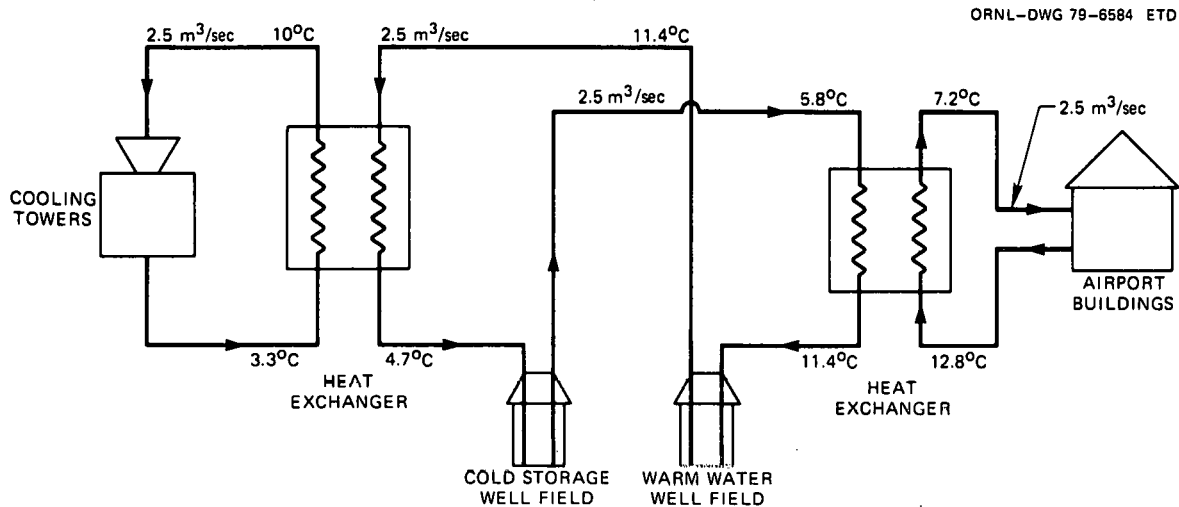 ORNL–DWG 79–6584 ETD
2.5 m³/sec
10°C
2.5 m³/sec
11.4°C
2.5 m³/sec
5.8°C
7.2°C
2.5 m³/sec
COOLING
TOWERS
AIRPORT
BUILDINGS
3.3°C
4.7°C
11.4°C
12.8°C
HEAT
EXCHANGER
HEAT
EXCHANGER
COLD STORAGE
WELL FIELD
WARM WATER
WELL FIELD